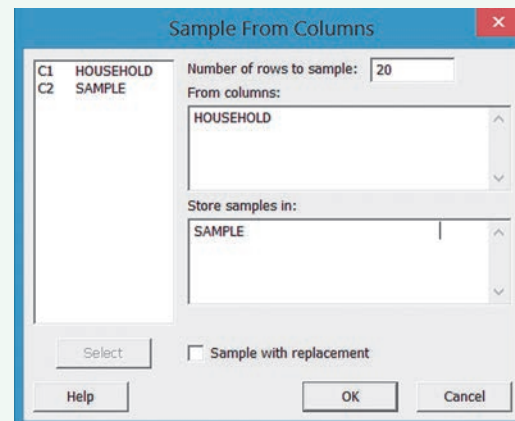 Sample From Columns
C1 HOUSEHOLD
C2 SAMPLE
Number of rows to sample: 20
From columns:
HOUSEHOLD
Store samples in:
SAMPLE
Select
Sample with replacement
Help
OK
Cancel